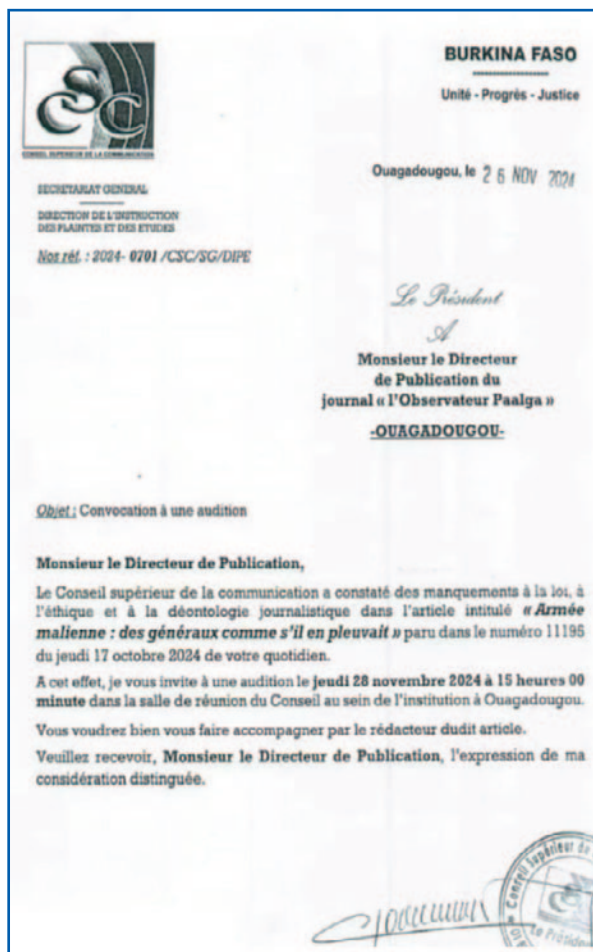 CSC
CONSEIL SUPERIEUR DE LA COMMUNICATION
BURKINA FASO
Unité - Progrès - Justice
Ouagadougou, le 26 NOV 2024
SECRETARIAT GENERAL
DIRECTION DE L'INSTRUCTION
DES PLAINTES ET DES ETUDES
Nos réf. : 2024- 0701 /CSC/SG/DIPE
Le Président
A
Monsieur le Directeur
de Publication du
journal « l'Observateur Paalga »
-OUAGADOUGOU-
Objet : Convocation à une audition
Monsieur le Directeur de Publication,
Le Conseil supérieur de la communication a constaté des manquements à la loi, à
l'éthique et à la déontologie journalistique dans l'article intitulé « Armée
malienne : des généraux comme s'il en pleuvait » paru dans le numéro 11195
du jeudi 17 octobre 2024 de votre quotidien.
A cet effet, je vous invite à une audition le jeudi 28 novembre 2024 à 15 heures 00
minute dans la salle de réunion du Conseil au sein de l'institution à Ouagadougou.
Vous voudrez bien vous faire accompagner par le rédacteur dudit article.
Veuillez recevoir, Monsieur le Directeur de Publication, l'expression de ma
considération distinguée.
Conseil Supérieur de
Le Président